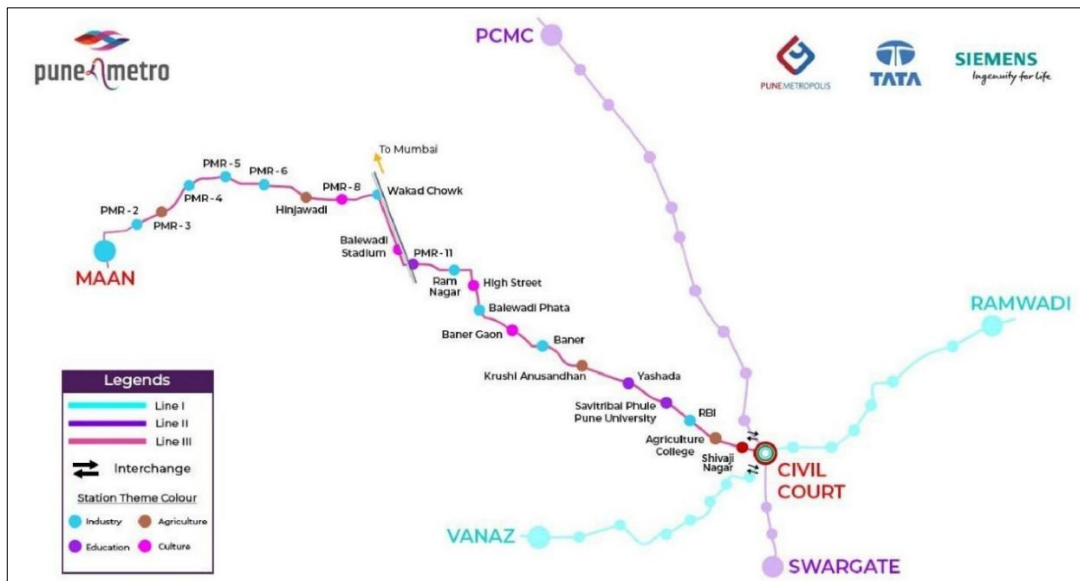 pune metro
PCMC
PUNEMETROPOLIS
TATA
SIEMENS
Ingenuity for life
To Mumbai
PMR-5
PMR-6
PMR-8
Wakad Chowk
PMR-2
PMR-4
Hinjawadi
PMR-3
MAAN
Balewadi
Stadium
PMR-11
Ram
Nagar
High Street
Balewadi Phata
RAMWADI
Baner Gaon
Baner
Krushi Anusandhan
Yashada
Savitribai Phule
Pune University
RBI
Agriculture
College
Shivaji
Nagar
CIVIL
COURT
VANAZ
SWARGATE
Legends
Line I
Line II
Line III
Interchange
Station Theme Colour
Industry
Agriculture
Education
Culture